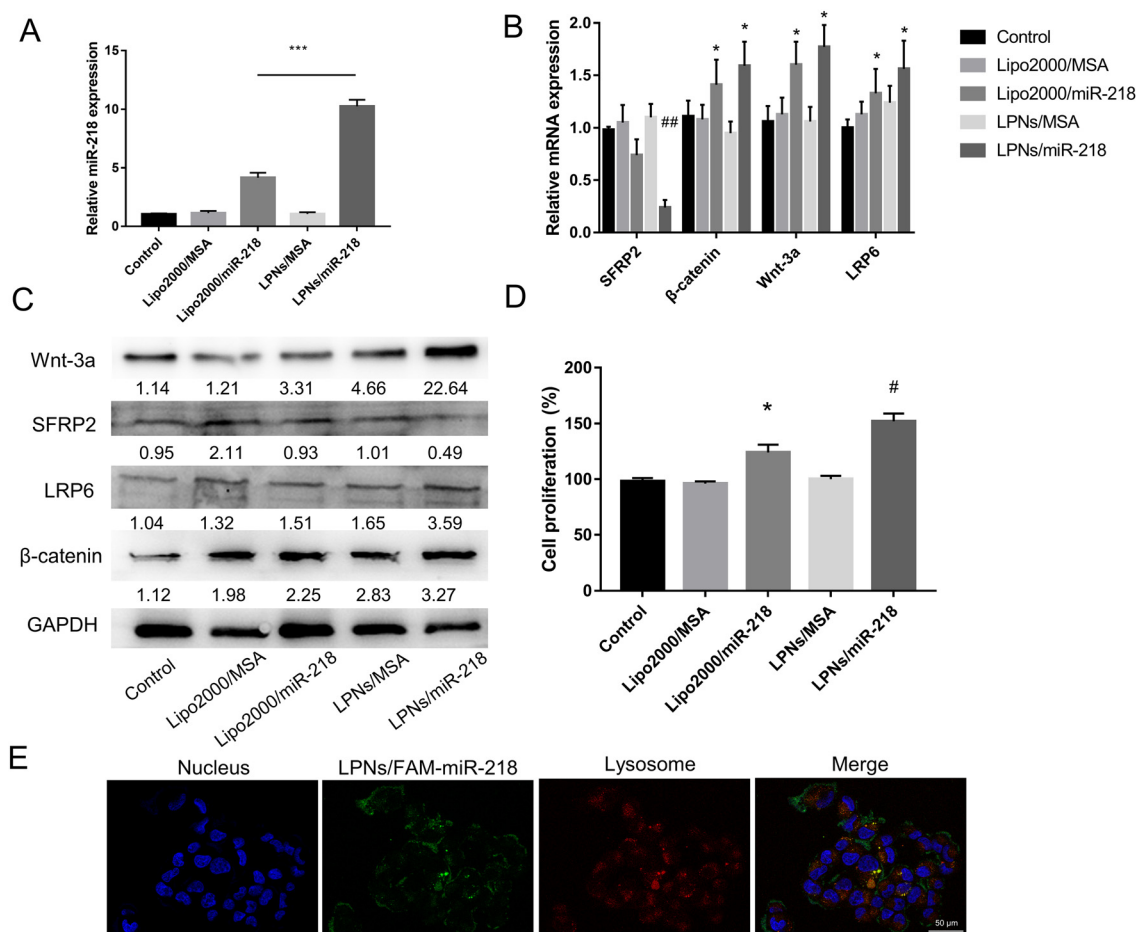 A
Relative miR-218 expression
15
10
5
0
***
Control
Lipo2000/MSA
Lipo2000/miR-218
LPNs/MSA
LPNs/miR-218
B
Relative mRNA expression
2.0
1.5
1.0
0.5
0.0
##
*
*
*
*
*
*
SFRP2
β-catenin
Wnt-3a
LRP6
Control
Lipo2000/MSA
Lipo2000/miR-218
LPNs/MSA
LPNs/miR-218
C
Wnt-3a
1.14 1.21 3.31 4.66 22.64
SFRP2
0.95 2.11 0.93 1.01 0.49
LRP6
1.04 1.32 1.51 1.65 3.59
β-catenin
1.12 1.98 2.25 2.83 3.27
GAPDH
Control
Lipo2000/MSA
Lipo2000/miR-218
LPNs/MSA
LPNs/miR-218
D
Cell proliferation (%)
200
150
100
50
0
*
#
Control
Lipo2000/MSA
Lipo2000/miR-218
LPNs/MSA
LPNs/miR-218
E
Nucleus
LPNs/FAM-miR-218
Lysosome
Merge
50 μm